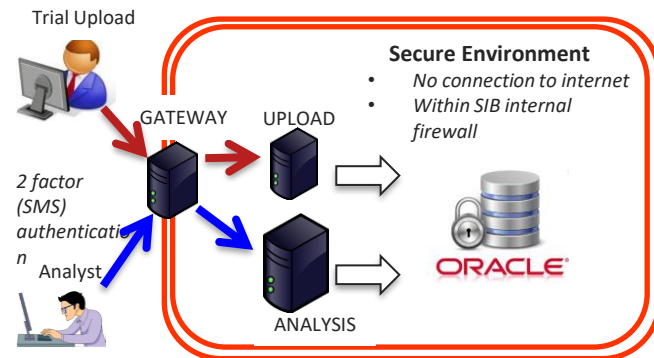 Trial Upload
Secure Environment
• No connection to internet
• Within SIB internal
firewall
GATEWAY
UPLOAD
2 factor
(SMS)
authenticatio
n
Analyst
ORACLE®
ANALYSIS